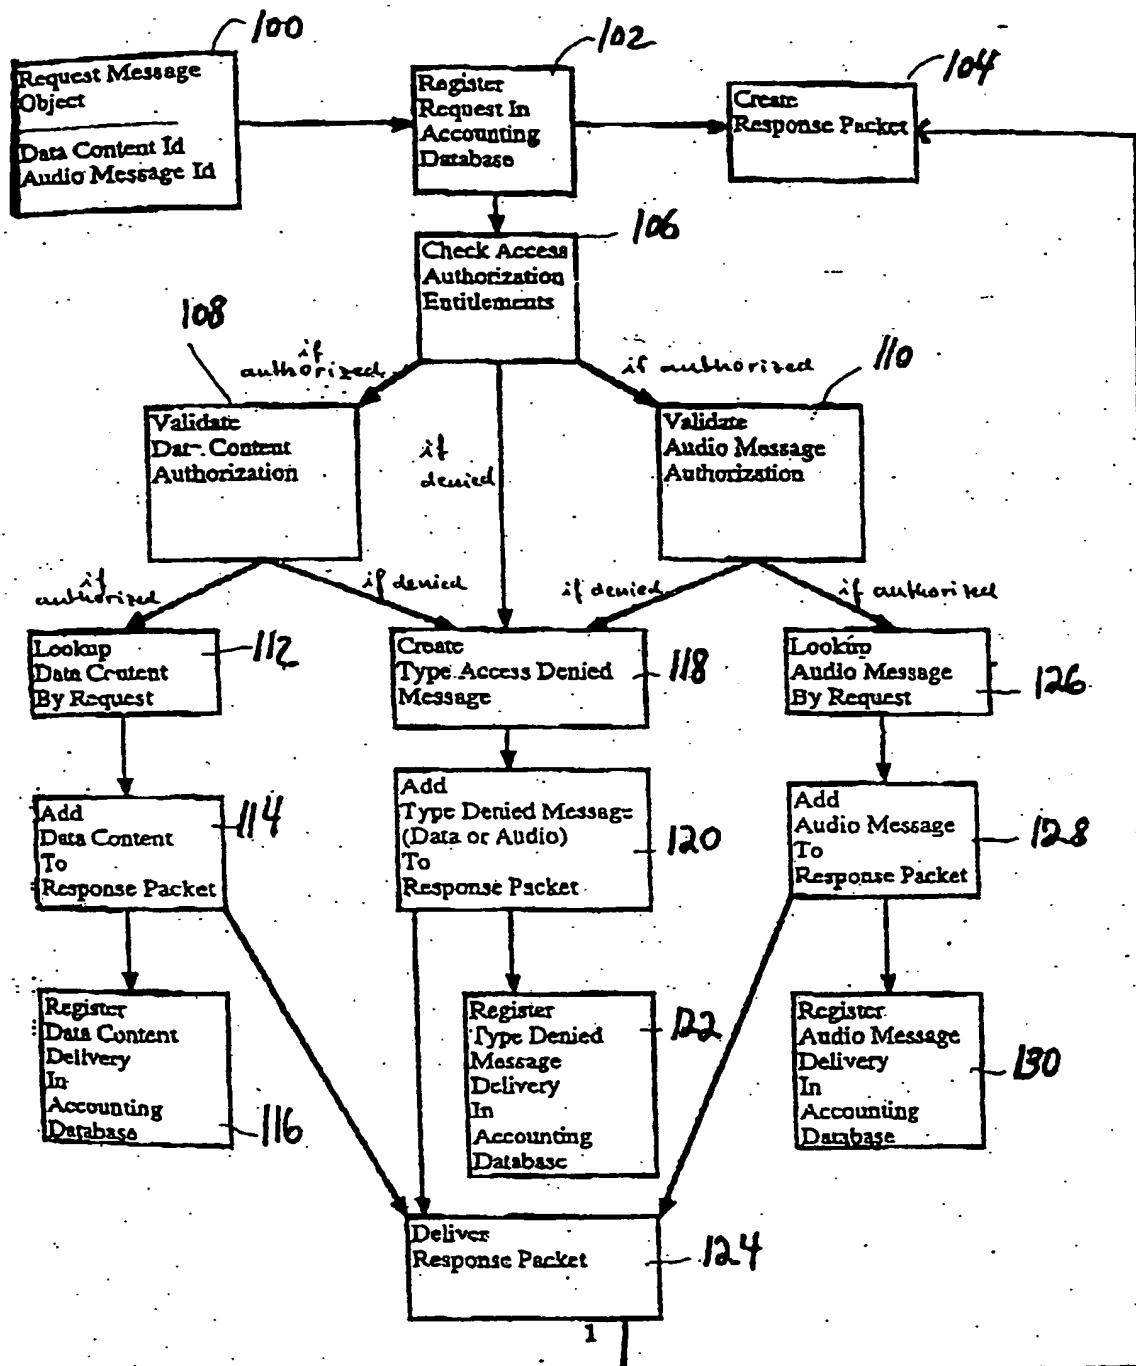 100
Request Message
Object
Data Content Id
Audio Message Id
102
Register
Request In
Accounting
Database
104
Create
Response Packet
106
Check Access
Authorization
Entitlements
108
if
authorized
if authorized
110
Validate
Content
Authorization
if
denied
Validate
Audio Message
Authorization
if
authorized
if denied
if denied
if authorized
Lookup
Data Content
By Request
112
Create
Type Access Denied
Message
118
Lookup
Audio Message
By Request
126
Add
Data Content
To
Response Packet
114
Add
Type Denied Message
(Data or Audio)
To
Response Packet
120
Add
Audio Message
To
Response Packet
128
Register
Data Content
Delivery
In
Accounting
Database
116
Register
Type Denied
Message
Delivery
In
Accounting
Database
122
Register
Audio Message
Delivery
In
Accounting
Database
130
Deliver
Response Packet
124
1